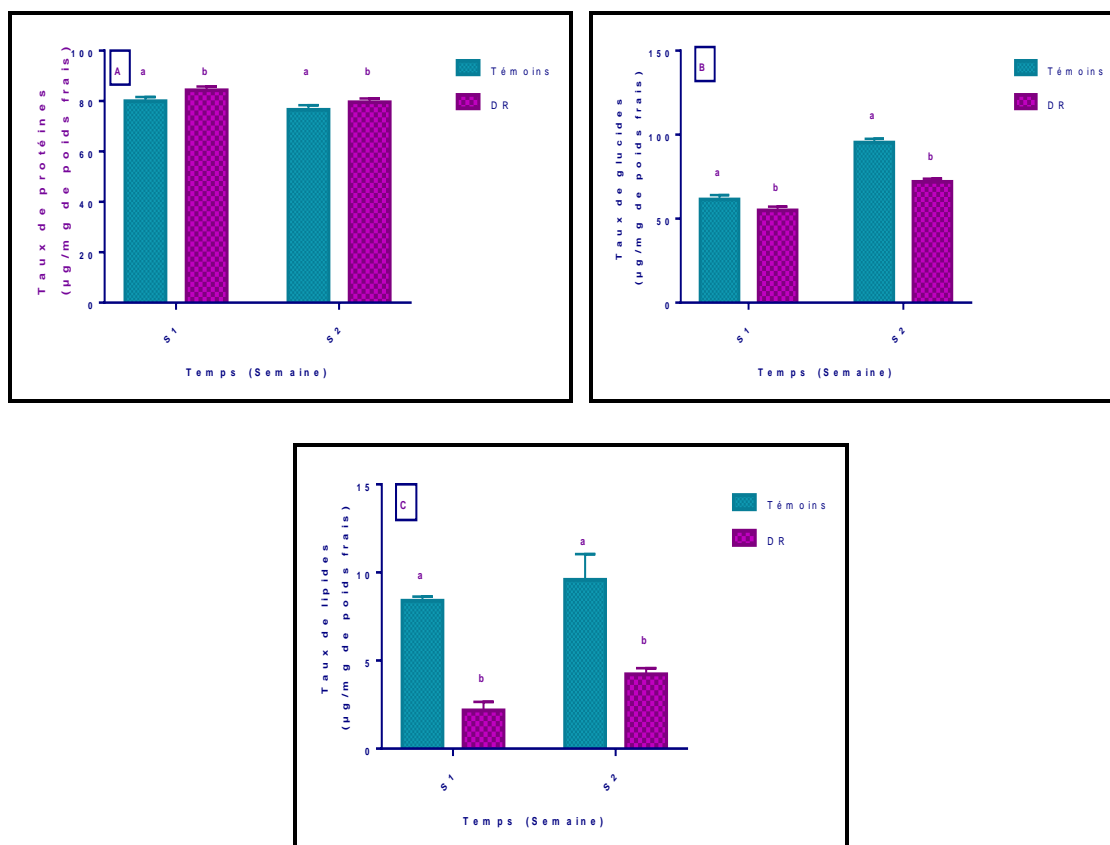 A
Taux de protéines
(µg/mg de poids frais)
100
80
60
40
20
0
a
b
a
b
S1
S2
Temps (Semaine)
Témoins
DR
B
Taux de glucides
(µg/mg de poids frais)
150
100
50
0
a
b
a
b
S1
S2
Temps (Semaine)
Témoins
DR
C
Taux de lipides
(µg/mg de poids frais)
15
10
5
0
a
b
a
b
S1
S2
Temps (Semaine)
Témoins
DR